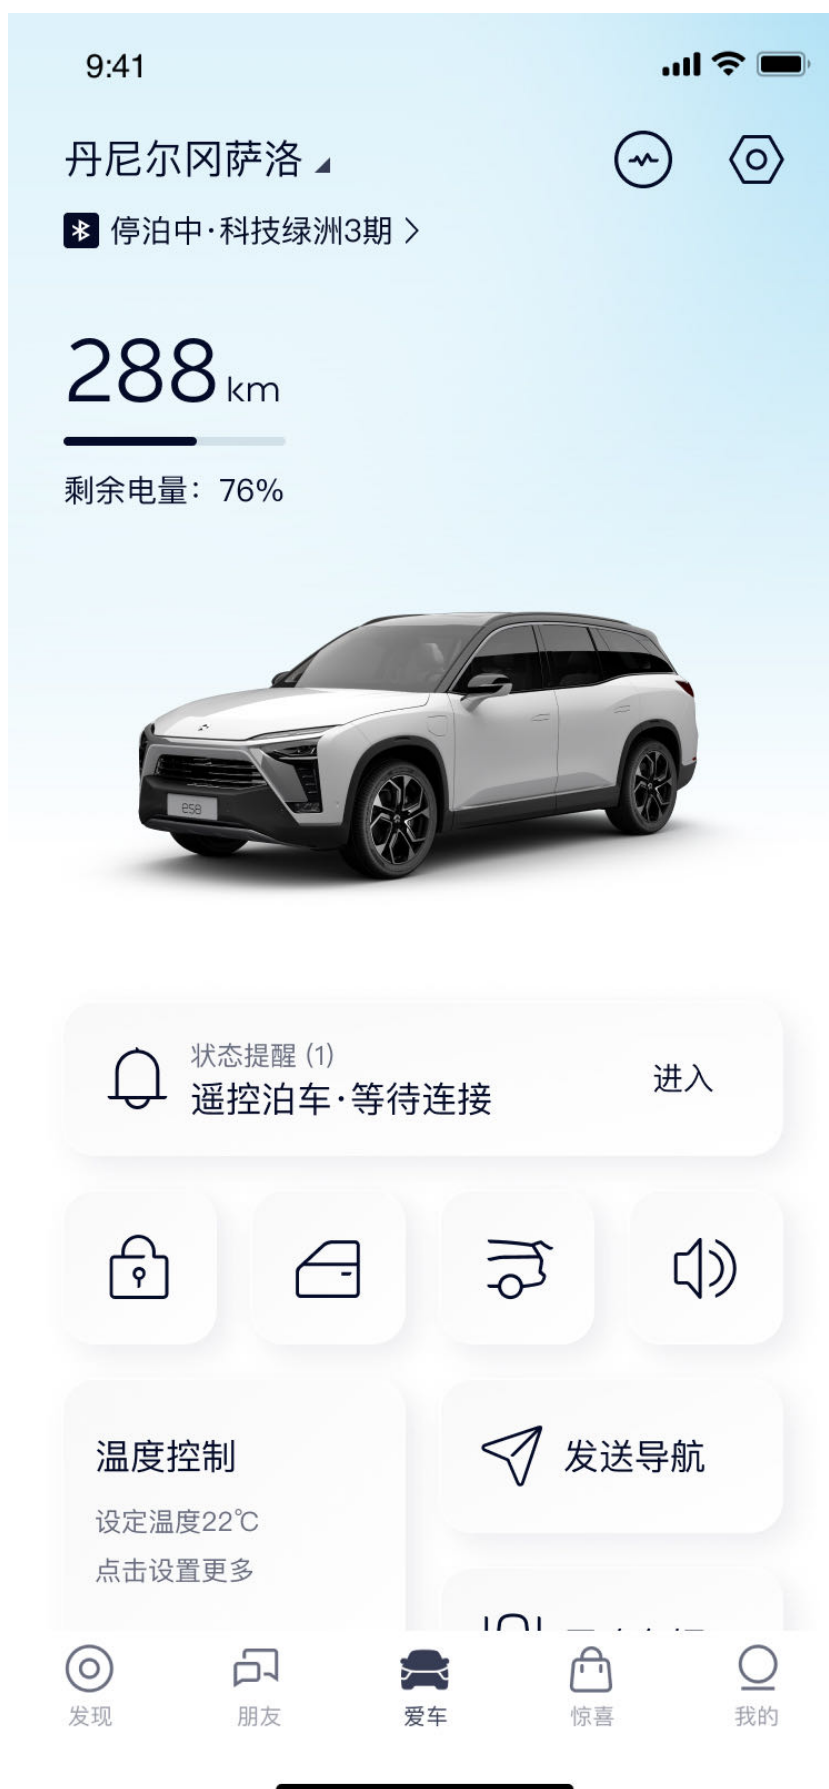 9:41
丹尼尔冈萨洛
停泊中·科技绿洲3期
288 km
剩余电量：76%
es8
状态提醒 (1)
遥控泊车·等待连接
进入
温度控制
设定温度22℃
点击设置更多
发送导航
发现
朋友
爱车
惊喜
我的